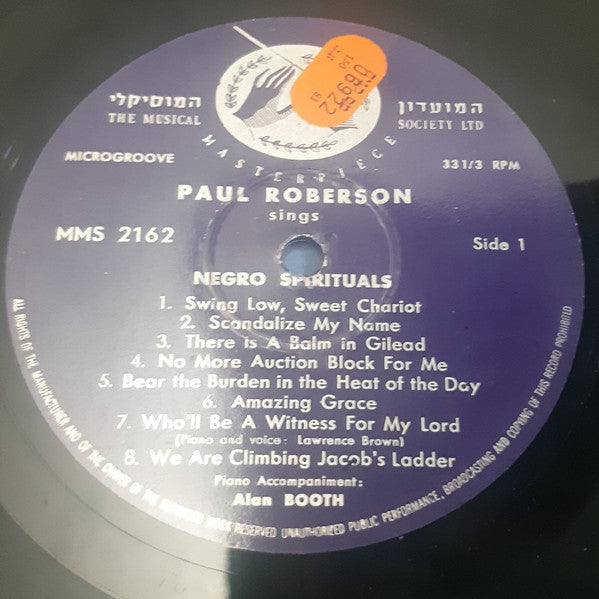 המועדון המוסיקלי
THE MUSICAL SOCIETY LTD
MASTERPIECE
MICROGROOVE 33 1/3 RPM
PAUL ROBERSON
sings
MMS 2162 Side 1
NEGRO SPIRITUALS
1. Swing Low, Sweet Chariot
2. Scandalize My Name
3. There is A Balm in Gilead
4. No More Auction Block For Me
5. Bear the Burden in the Heat of the Day
6. Amazing Grace
7. Who'll Be A Witness For My Lord
(Piano and voice: Lawrence Brown)
8. We Are Climbing Jacob's Ladder
Piano Accompaniment:
Alan BOOTH
ALL RIGHTS OF THE MANUFACTURER AND OF THE OWNER OF THE RECORDED WORK RESERVED UNAUTHORIZED PUBLIC PERFORMANCE, BROADCASTING AND COPYING OF THIS RECORD PROHIBITED